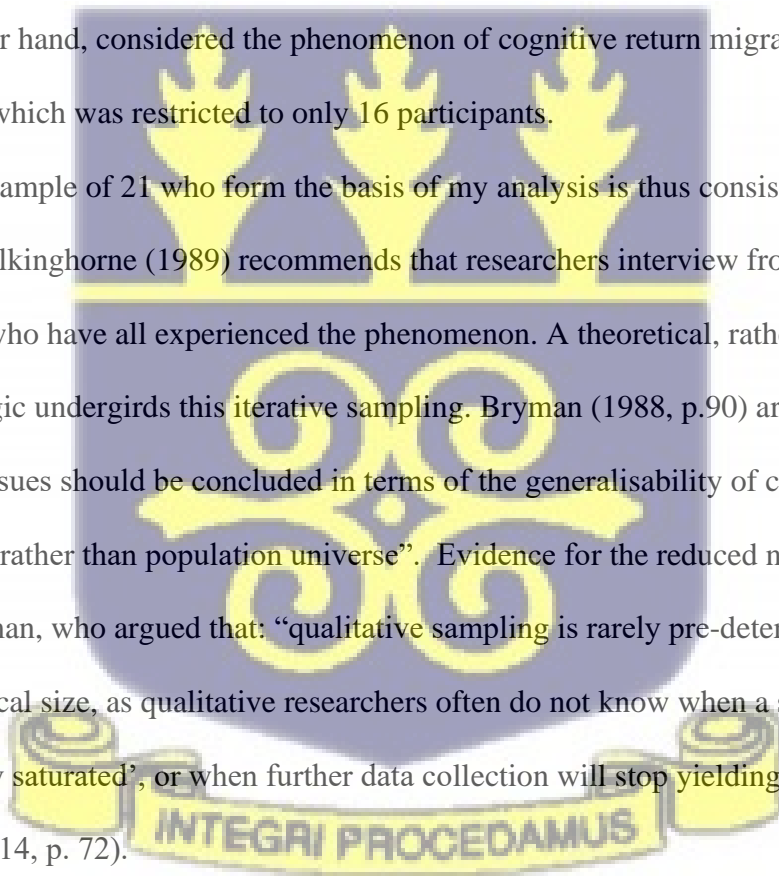 r hand, considered the phenomenon of cognitive return migra
which was restricted to only 16 participants.
ample of 21 who form the basis of my analysis is thus consis
lkinghorne (1989) recommends that researchers interview fro
who have all experienced the phenomenon. A theoretical, rath
gic undergirds this iterative sampling. Bryman (1988, p.90) ar
ssues should be concluded in terms of the generalisability of c
rather than population universe”. Evidence for the reduced n
nan, who argued that: “qualitative sampling is rarely pre-deter
cal size, as qualitative researchers often do not know when a s
y saturated’, or when further data collection will stop yielding
14, p. 72).
INTEGRI PROCEDAMUS